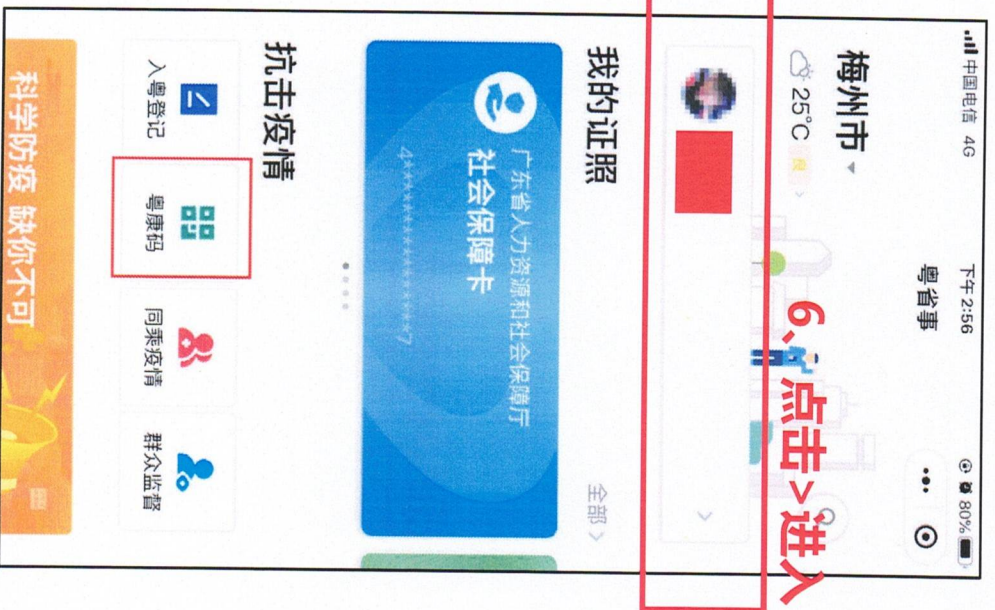 中国电信 4G
下午 2:56
80%
粤省事
梅州市
25°C
6、点击>进入
>
我的证照
全部 >
广东省人力资源和社会保障厅
社会保障卡
4****************7
抗击疫情
入粤登记
粤康码
同乘疫情
群众监督
科学防疫 缺你不可